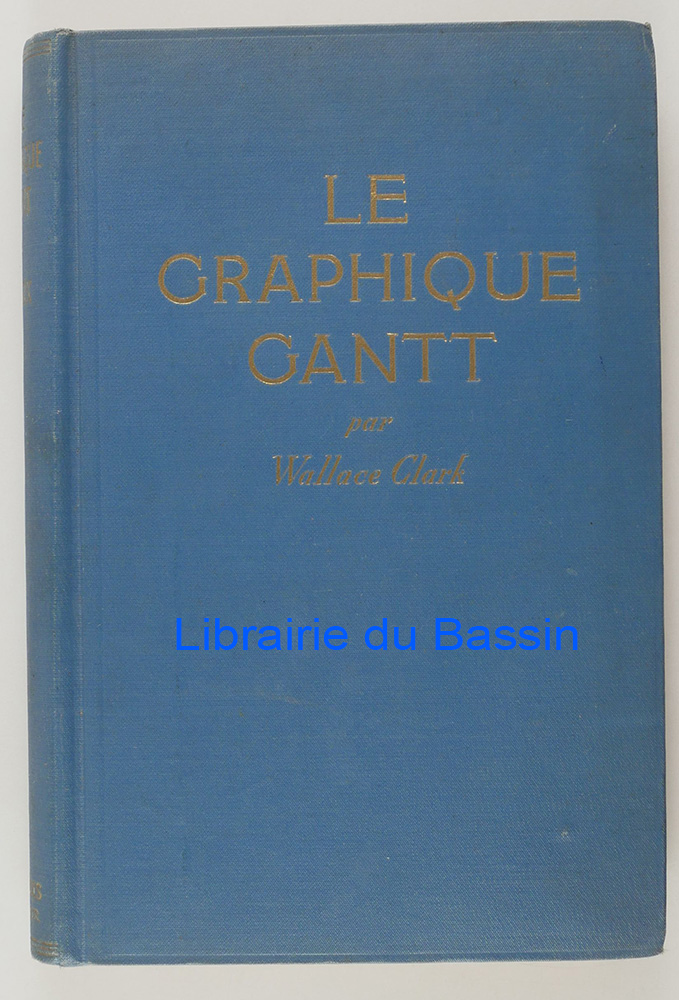 LE
GRAPHIQUE
GANTT
par
Wallace Clark
Librairie du Bassin